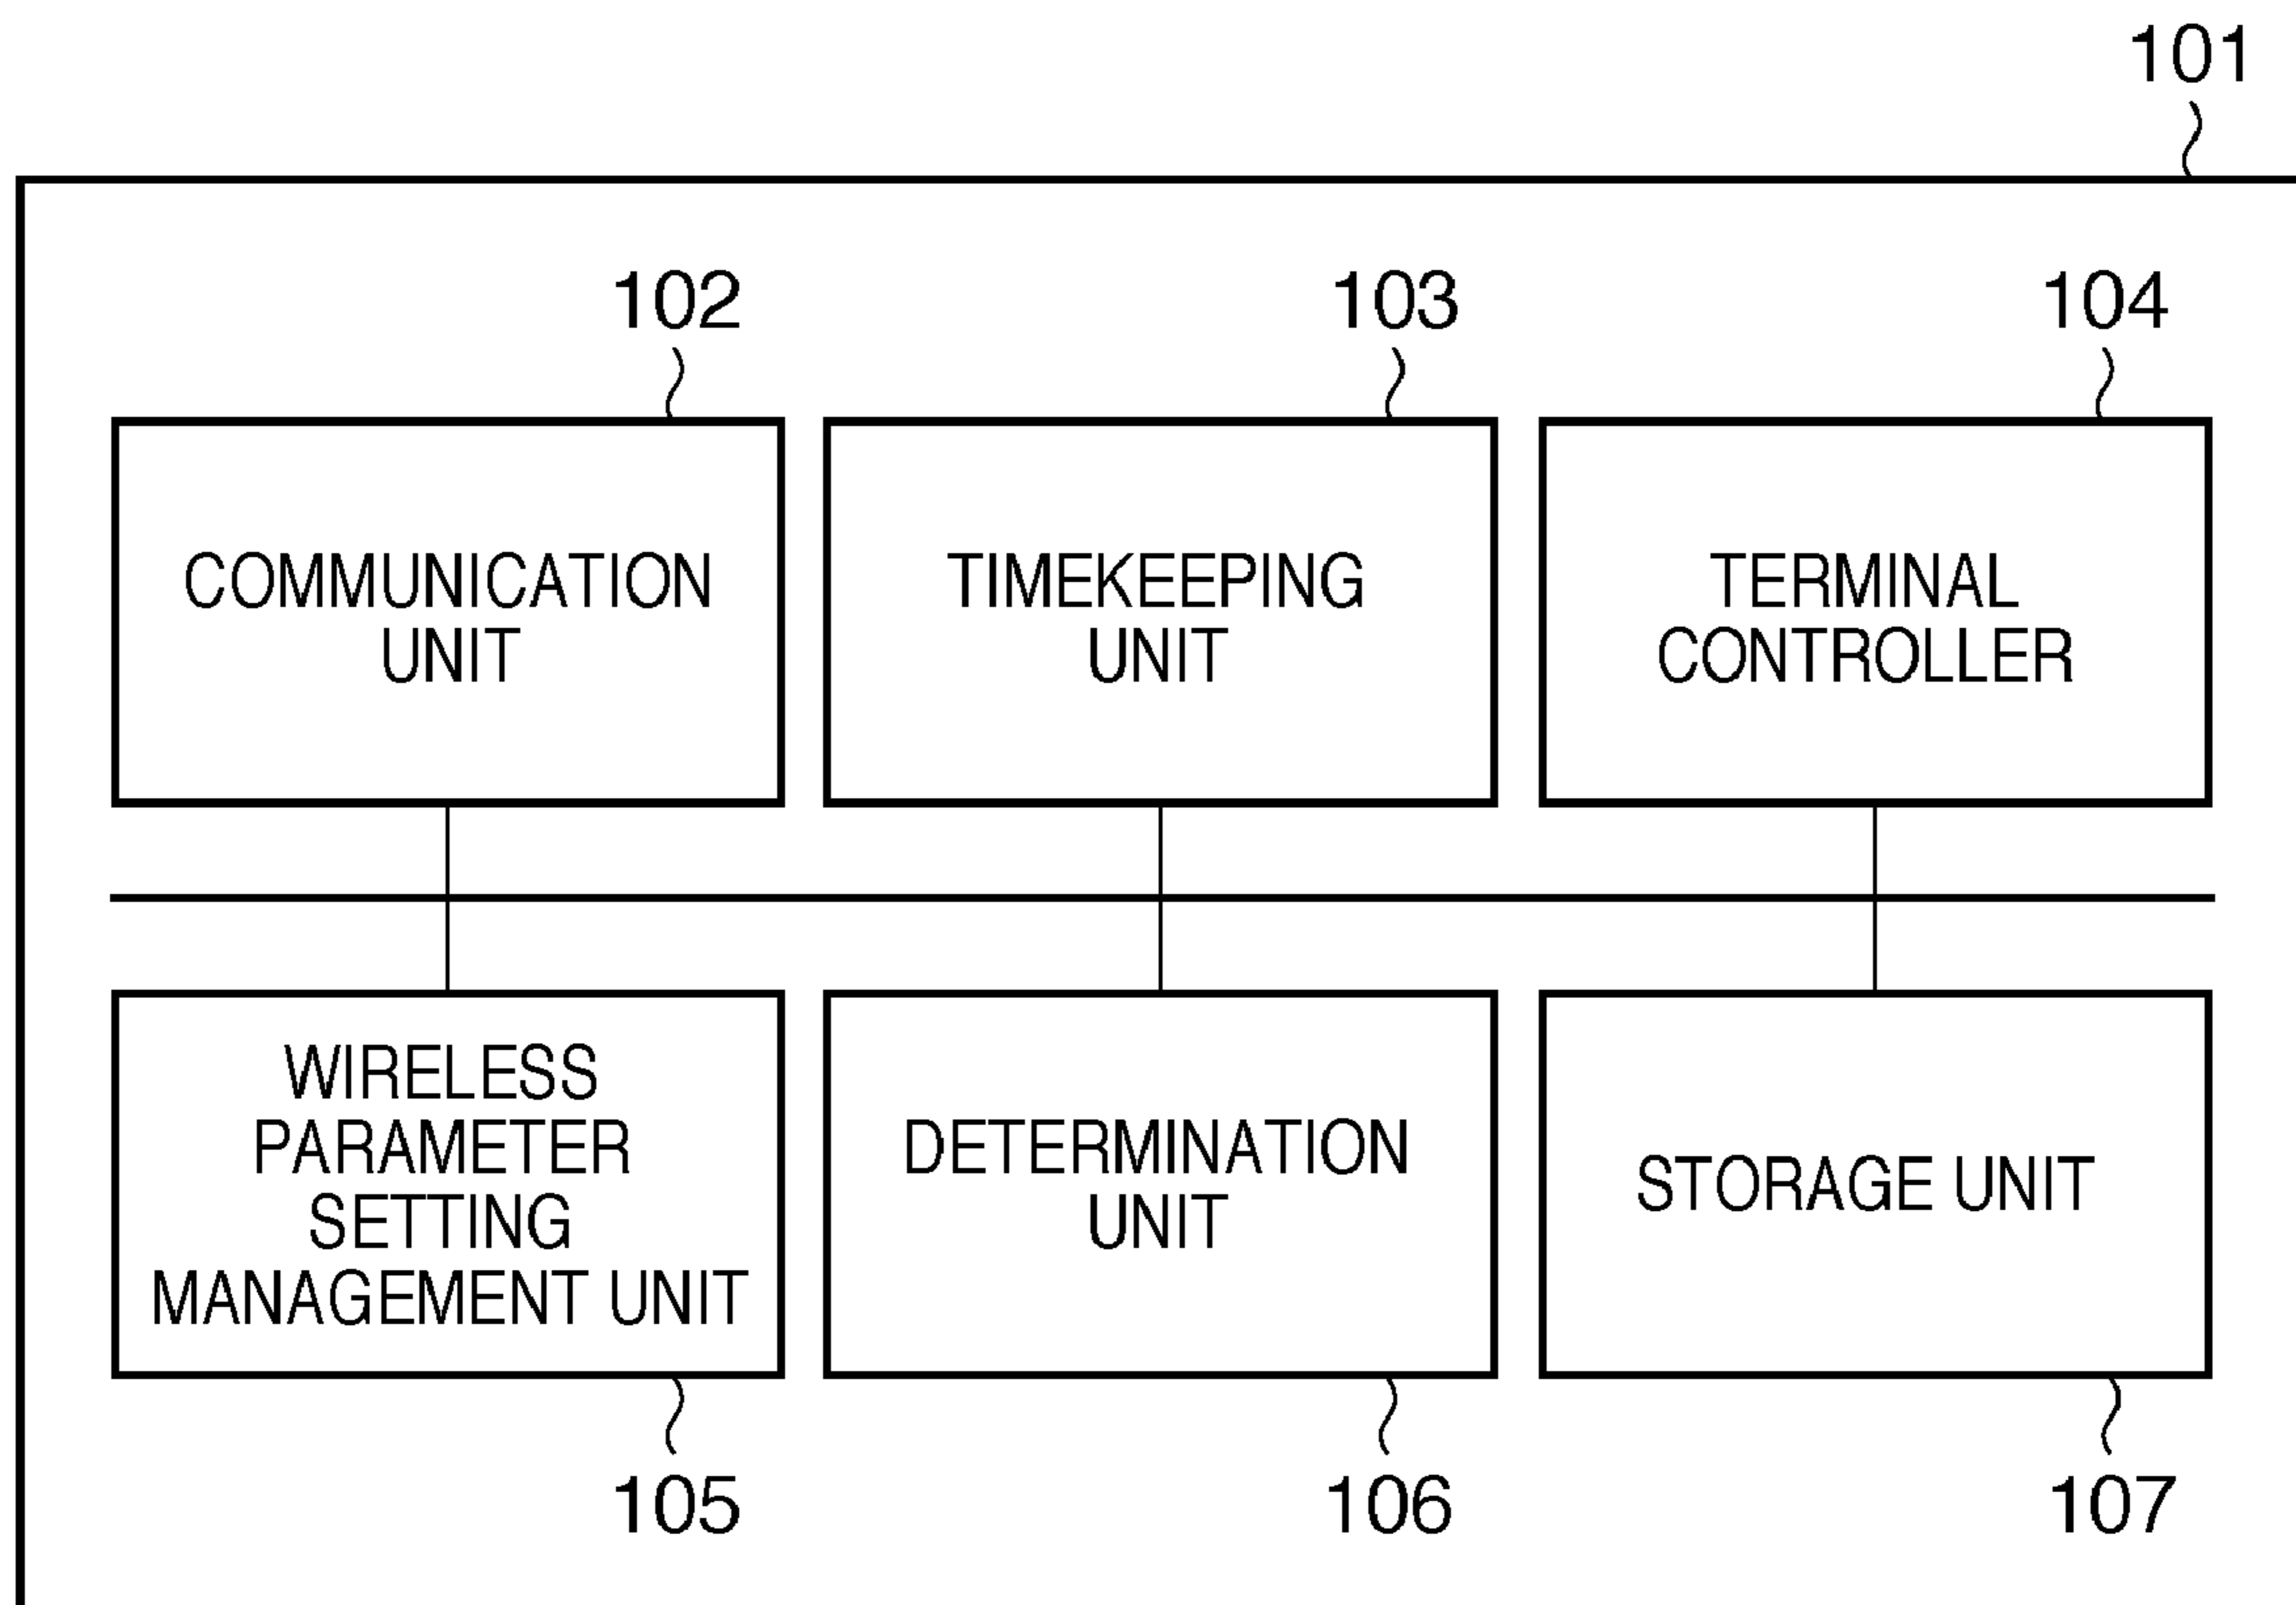 101
102
103
104
COMMUNICATION
UNIT
TIMEKEEPING
UNIT
TERMINAL
CONTROLLER
WIRELESS
PARAMETER
SETTING
MANAGEMENT UNIT
DETERMINATION
UNIT
STORAGE UNIT
105
106
107